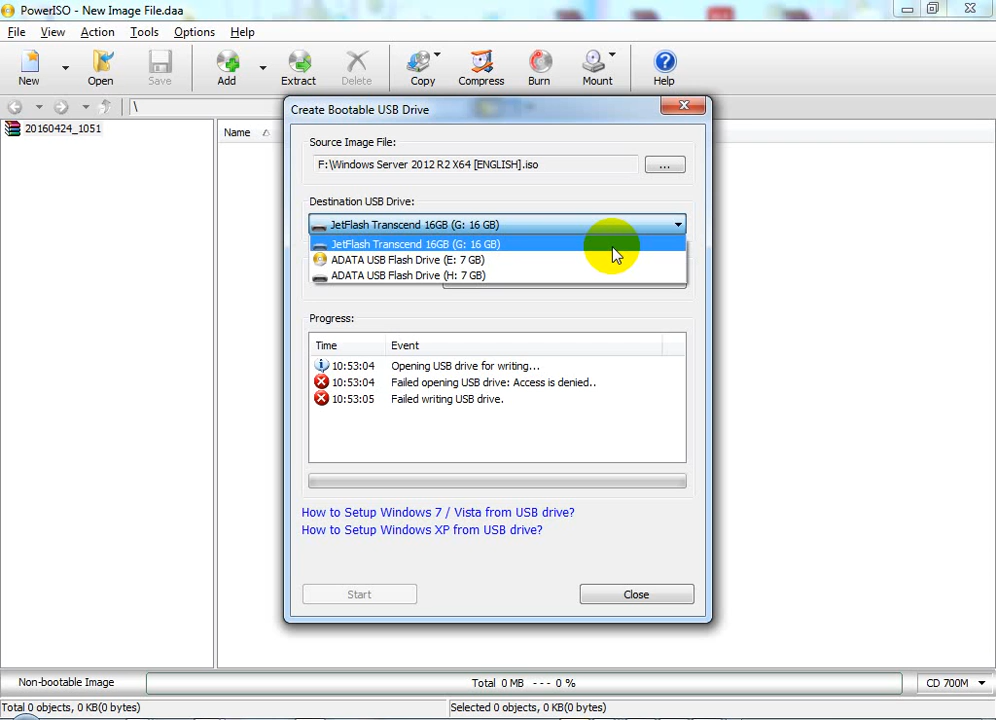 PowerISO - New Image File.daa
File View Action Tools Options Help
New Open Save Add Extract Delete Copy Compress Burn Mount Help
\
20160424_1051
Name
Create Bootable USB Drive
Source Image File:
F:\Windows Server 2012 R2 X64 [ENGLISH].iso
...
Destination USB Drive:
JetFlash Transcend 16GB (G: 16 GB)
JetFlash Transcend 16GB (G: 16 GB)
ADATA USB Flash Drive (E: 7 GB)
ADATA USB Flash Drive (H: 7 GB)
Progress:
Time Event
10:53:04 Opening USB drive for writing...
10:53:04 Failed opening USB drive: Access is denied..
10:53:05 Failed writing USB drive.
How to Setup Windows 7 / Vista from USB drive?
How to Setup Windows XP from USB drive?
Start Close
Non-bootable Image Total 0 MB --- 0 % CD 700M
Total 0 objects, 0 KB(0 bytes) Selected 0 objects, 0 KB(0 bytes)